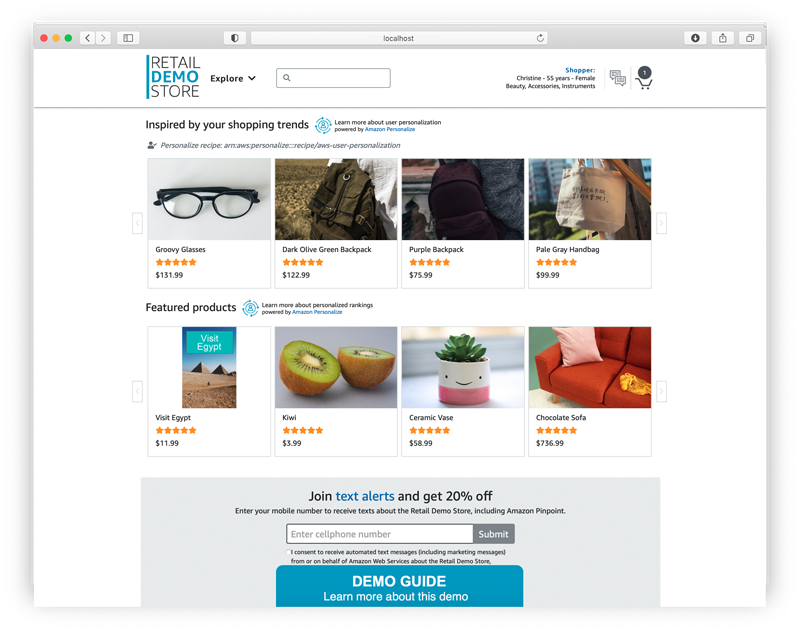 localhost
RETAIL
DEMO
STORE
Explore
Shopper:
Christine - 55 years - Female
Beauty, Accessories, Instruments
1
Inspired by your shopping trends
Learn more about user personalization
powered by Amazon Personalize
Personalize recipe: arn:aws:personalize:::recipe/aws-user-personalization
Groovy Glasses
$131.99
Dark Olive Green Backpack
$122.99
Purple Backpack
$75.99
Pale Gray Handbag
$99.99
Featured products
Learn more about personalized rankings
powered by Amazon Personalize
Visit
Egypt
Visit Egypt
$11.99
Kiwi
$3.99
Ceramic Vase
$58.99
Chocolate Sofa
$736.99
Join text alerts and get 20% off
Enter your mobile number to receive texts about the Retail Demo Store, including Amazon Pinpoint.
Enter cellphone number
Submit
I consent to receive automated text messages (including marketing messages)
from or on behalf of Amazon Web Services about the Retail Demo Store,
DEMO GUIDE
Learn more about this demo